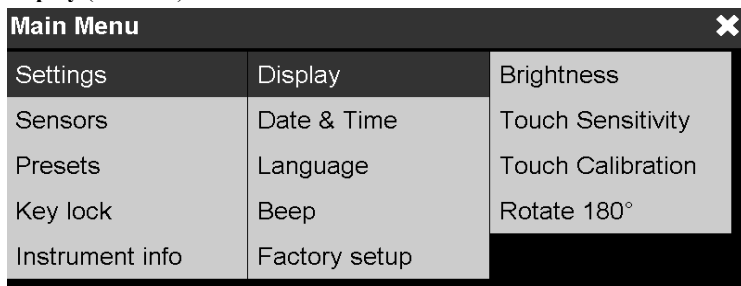 Main Menu
Settings Display Brightness
Sensors Date & Time Touch Sensitivity
Presets Language Touch Calibration
Key lock Beep Rotate 180°
Instrument info Factory setup